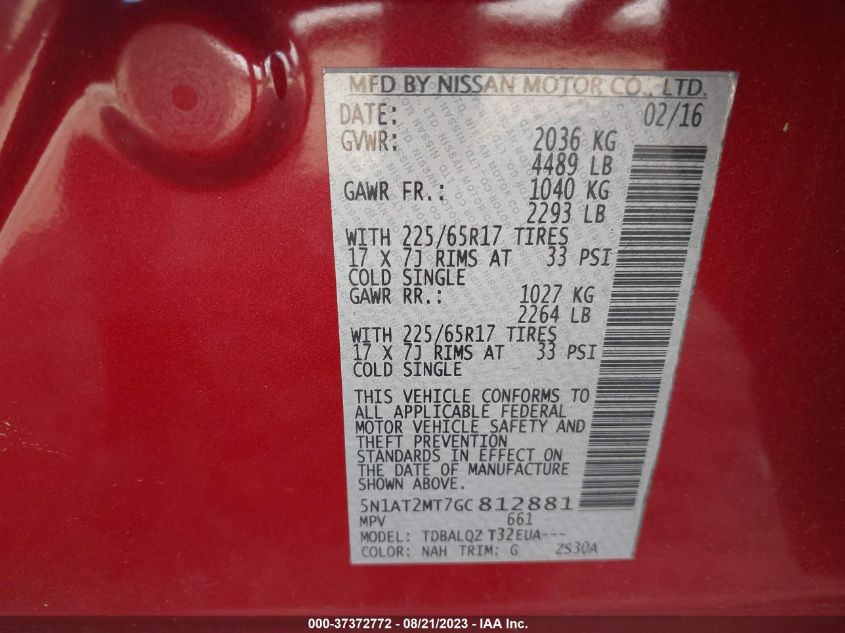 MFD BY NISSAN MOTOR CO., LTD.
DATE: 02/16
GVWR: 2036 KG
4489 LB
GAWR FR.: 1040 KG
2293 LB
WITH 225/65R17 TIRES
17 X 7J RIMS AT 33 PSI
COLD SINGLE
GAWR RR.: 1027 KG
2264 LB
WITH 225/65R17 TIRES
17 X 7J RIMS AT 33 PSI
COLD SINGLE
THIS VEHICLE CONFORMS TO
ALL APPLICABLE FEDERAL
MOTOR VEHICLE SAFETY AND
THEFT PREVENTION
STANDARDS IN EFFECT ON
THE DATE OF MANUFACTURE
SHOWN ABOVE.
5N1AT2MT7GC812881
MPV 661
MODEL: TDBALQZ T32EUA---
COLOR: NAH TRIM: G ZS30A
000-37372772 - 08/21/2023 - IAA Inc.